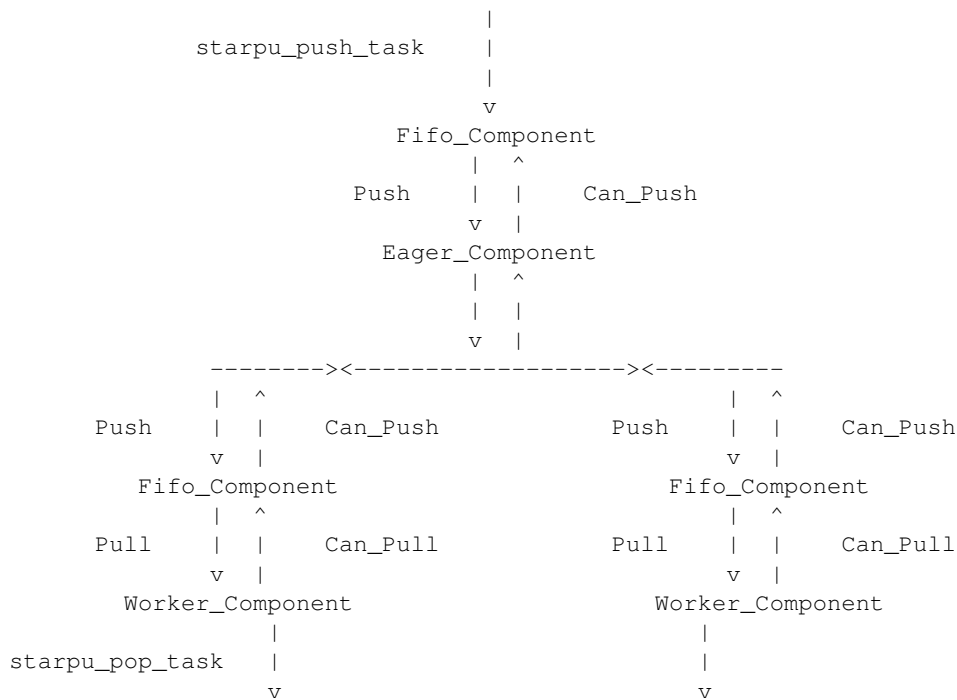 |
starpu_push_task |
|
v
Fifo_Component
| ^
Push | | Can_Push
v |
Eager_Component
| ^
| |
v |
--------><-------------------><---------
| ^ | ^
Push | | Can_Push Push | | Can_Push
v | v |
Fifo_Component Fifo_Component
| ^ | ^
Pull | | Can_Pull Pull | | Can_Pull
v | v |
Worker_Component Worker_Component
| |
starpu_pop_task | |
v v